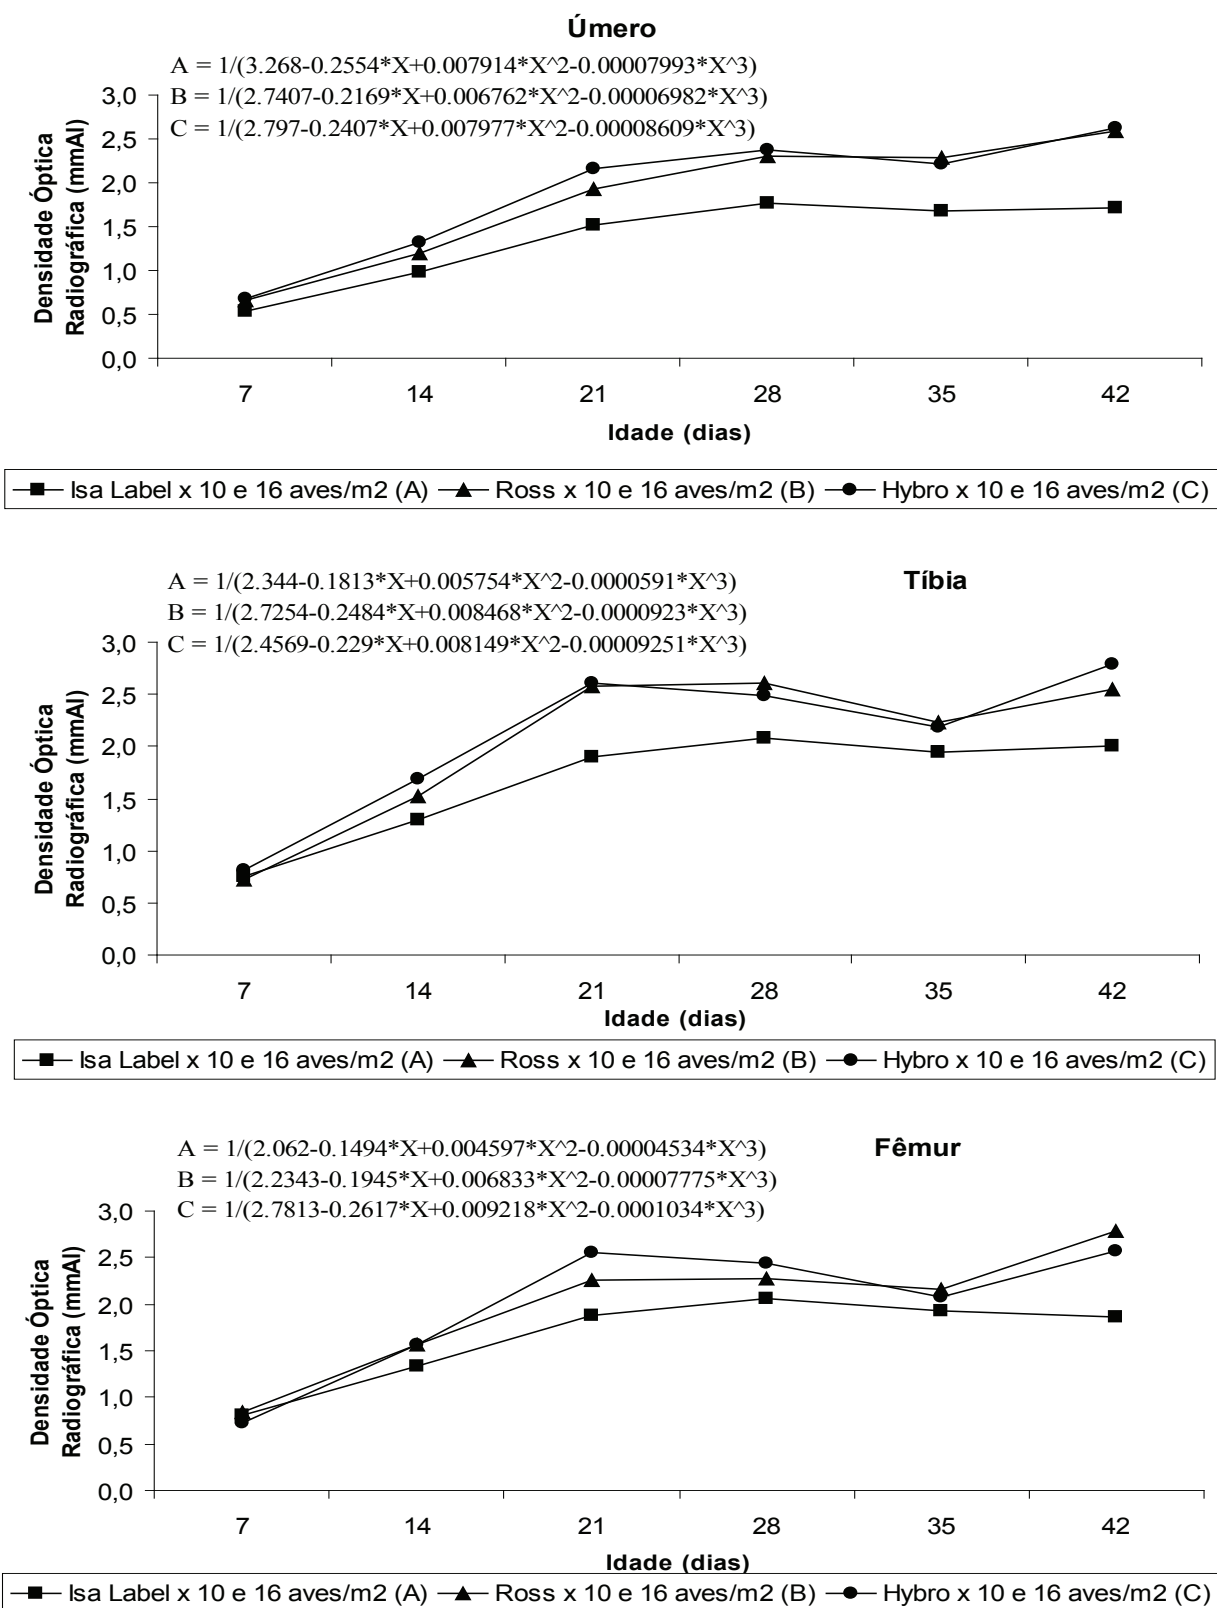 Úmero
A = 1/(3.268-0.2554*X+0.007914*X^2-0.00007993*X^3)
B = 1/(2.7407-0.2169*X+0.006762*X^2-0.00006982*X^3)
C = 1/(2.797-0.2407*X+0.007977*X^2-0.00008609*X^3)
Densidade Óptica
Radiográfica (mmAl)
3,0
2,5
2,0
1,5
1,0
0,5
0,0
7 14 21 28 35 42
Idade (dias)
Isa Label x 10 e 16 aves/m2 (A) Ross x 10 e 16 aves/m2 (B) Hybro x 10 e 16 aves/m2 (C)
Tíbia
A = 1/(2.344-0.1813*X+0.005754*X^2-0.0000591*X^3)
B = 1/(2.7254-0.2484*X+0.008468*X^2-0.0000923*X^3)
C = 1/(2.4569-0.229*X+0.008149*X^2-0.00009251*X^3)
Densidade Óptica
Radiográfica (mmAl)
3,0
2,5
2,0
1,5
1,0
0,5
0,0
7 14 21 28 35 42
Idade (dias)
Isa Label x 10 e 16 aves/m2 (A) Ross x 10 e 16 aves/m2 (B) Hybro x 10 e 16 aves/m2 (C)
Fêmur
A = 1/(2.062-0.1494*X+0.004597*X^2-0.00004534*X^3)
B = 1/(2.2343-0.1945*X+0.006833*X^2-0.00007775*X^3)
C = 1/(2.7813-0.2617*X+0.009218*X^2-0.0001034*X^3)
Densidade Óptica
Radiográfica (mmAl)
3,0
2,5
2,0
1,5
1,0
0,5
0,0
7 14 21 28 35 42
Idade (dias)
Isa Label x 10 e 16 aves/m2 (A) Ross x 10 e 16 aves/m2 (B) Hybro x 10 e 16 aves/m2 (C)